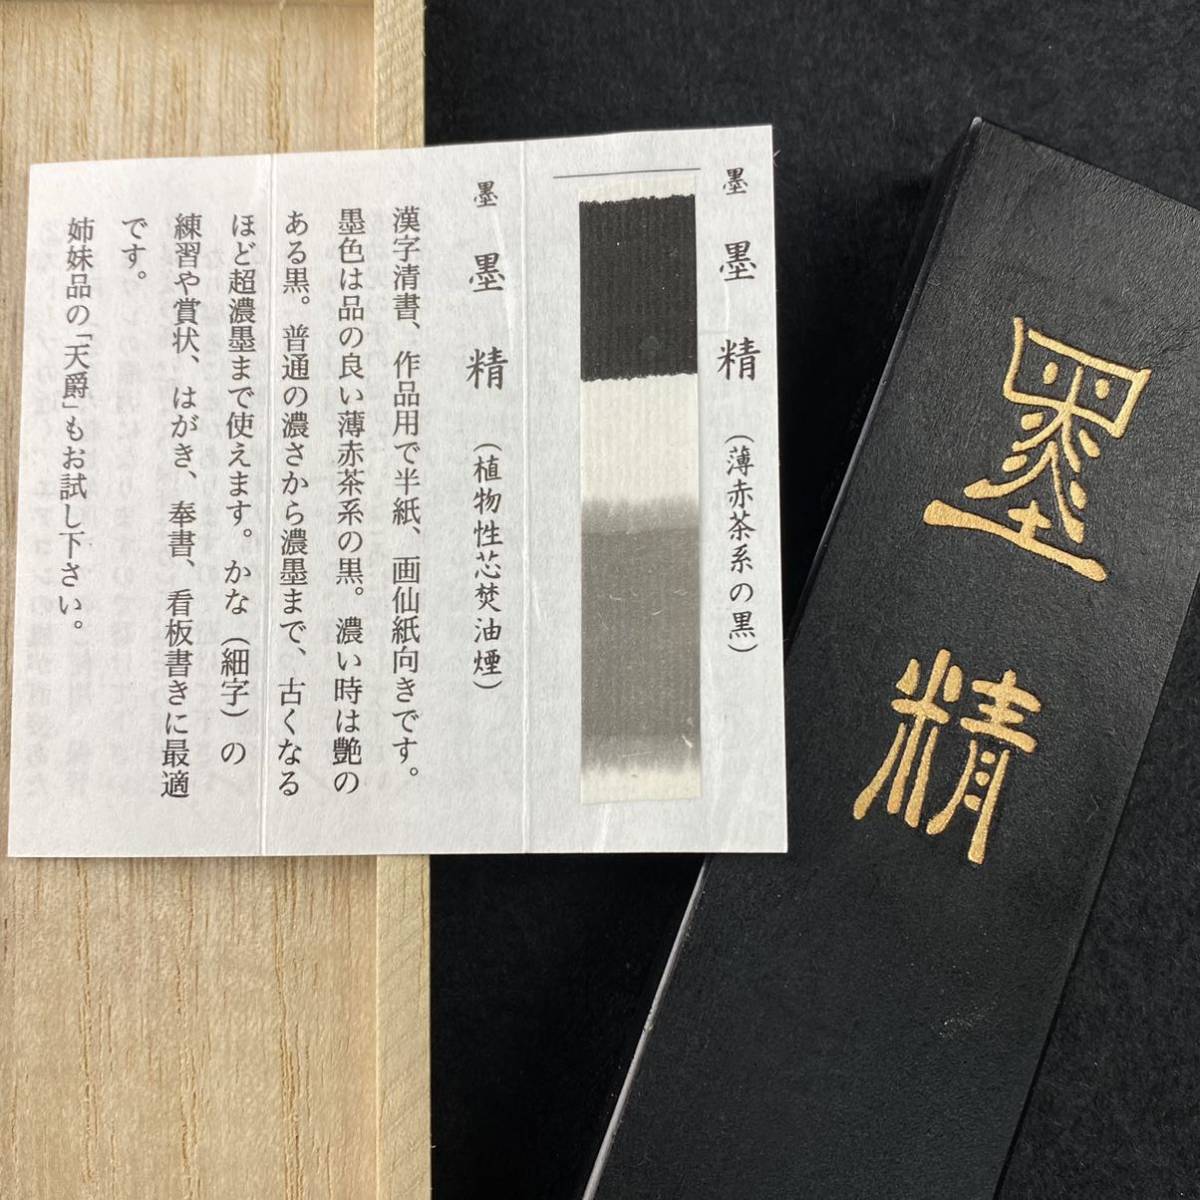 墨 墨精 (薄赤茶系の黒)
墨 墨精 (植物性芯焚油煙)
漢字清書、作品用で半紙、画仙紙向きです。
墨色は品の良い薄赤茶系の黒。濃い時は艶の
ある黒。普通の濃さから濃墨まで、古くなる
ほど超濃墨まで使えます。かな(細字)の
練習や賞状、はがき、奉書、看板書きに最適
です。
姉妹品の「天爵」もお試し下さい。
墨精